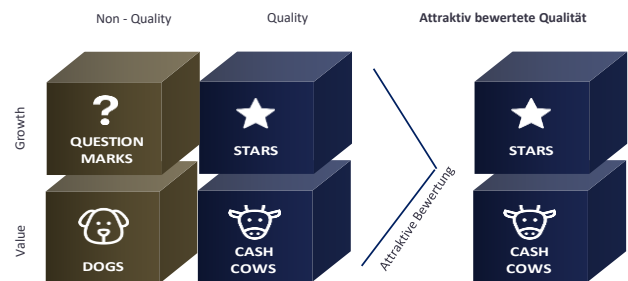 Non - Quality
Quality
Attraktiv bewertete Qualität
Growth
?
QUESTION
MARKS
STARS
STARS
Attraktive Bewertung
Value
DOGS
CASH
COWS
CASH
COWS